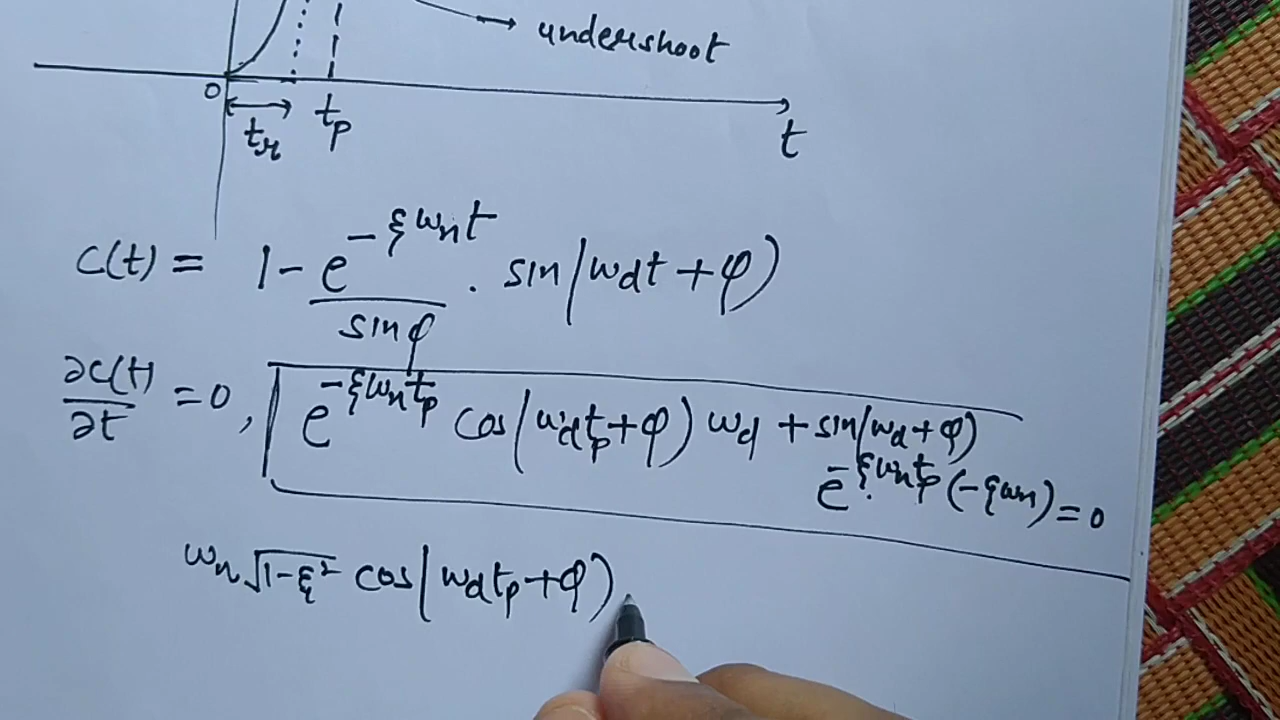 undershoot
0
tr
tp
t
c(t) = 1 - e^{-ξωnt}/sinφ . sin(ωdt + φ)
∂c(t)/∂t = 0, e^{-ξωntp} cos(ωdtp+φ) ωd + sin(ωd+φ)
e^{-ξωntp}(-ξωn) = 0
ωn√1-ξ² cos(ωdtp+φ)